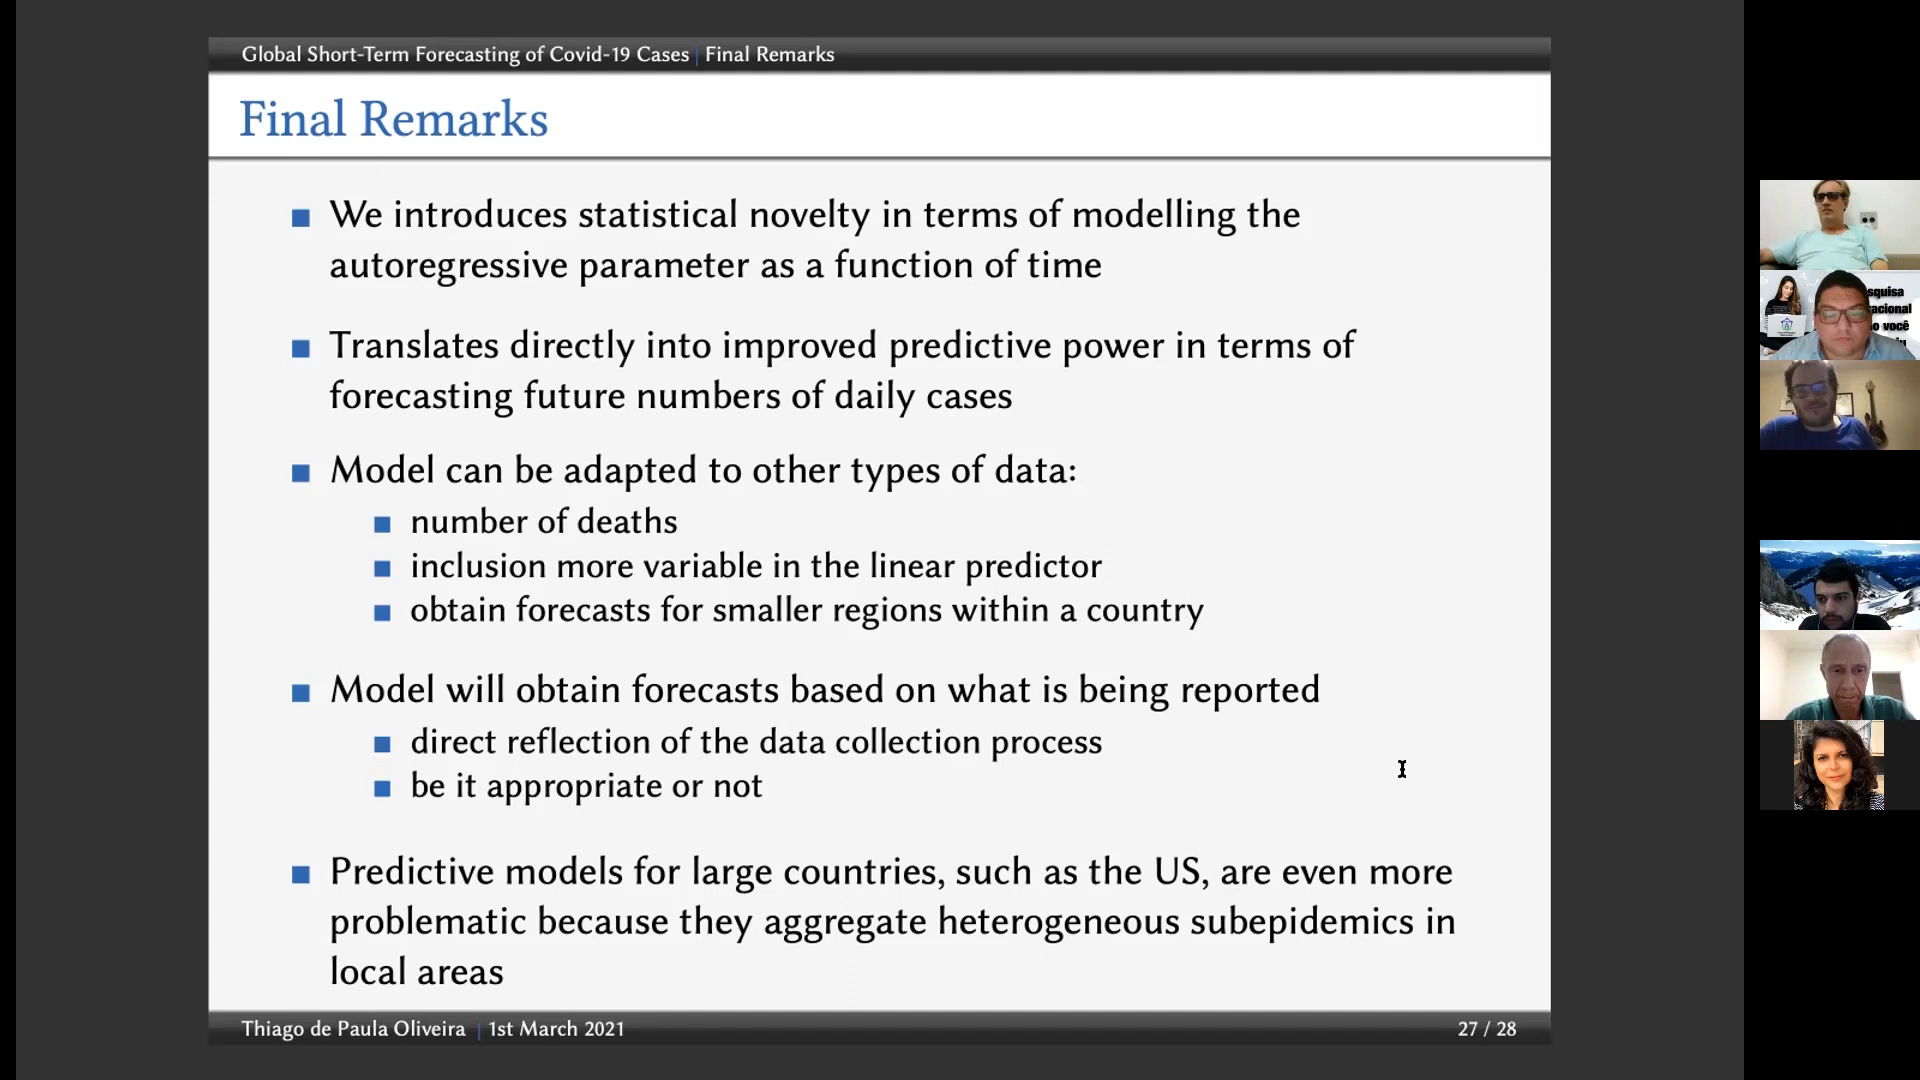 Global Short-Term Forecasting of Covid-19 Cases | Final Remarks
Final Remarks
We introduces statistical novelty in terms of modelling the
autoregressive parameter as a function of time
Translates directly into improved predictive power in terms of
forecasting future numbers of daily cases
Model can be adapted to other types of data:
number of deaths
inclusion more variable in the linear predictor
obtain forecasts for smaller regions within a country
Model will obtain forecasts based on what is being reported
direct reflection of the data collection process
be it appropriate or not
Predictive models for large countries, such as the US, are even more
problematic because they aggregate heterogeneous subepidemics in
local areas
Thiago de Paula Oliveira | 1st March 2021
27 / 28
squisa
acional
o você